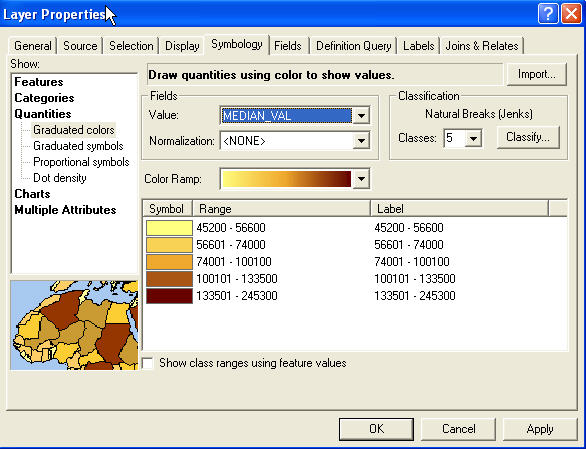 Layer Properties
General Source Selection Display Symbology Fields Definition Query Labels Joins & Relates
Show:
Features
Categories
Quantities
Graduated colors
Graduated symbols
Proportional symbols
Dot density
Charts
Multiple Attributes
Draw quantities using color to show values.
Import...
Fields
Value: MEDIAN_VAL
Normalization: <NONE>
Classification
Natural Breaks (Jenks)
Classes: 5 Classify...
Color Ramp:
Symbol Range Label
45200 - 56600 45200 - 56600
56601 - 74000 56601 - 74000
74001 - 100100 74001 - 100100
100101 - 133500 100101 - 133500
133501 - 245300 133501 - 245300
Show class ranges using feature values
OK Cancel Apply